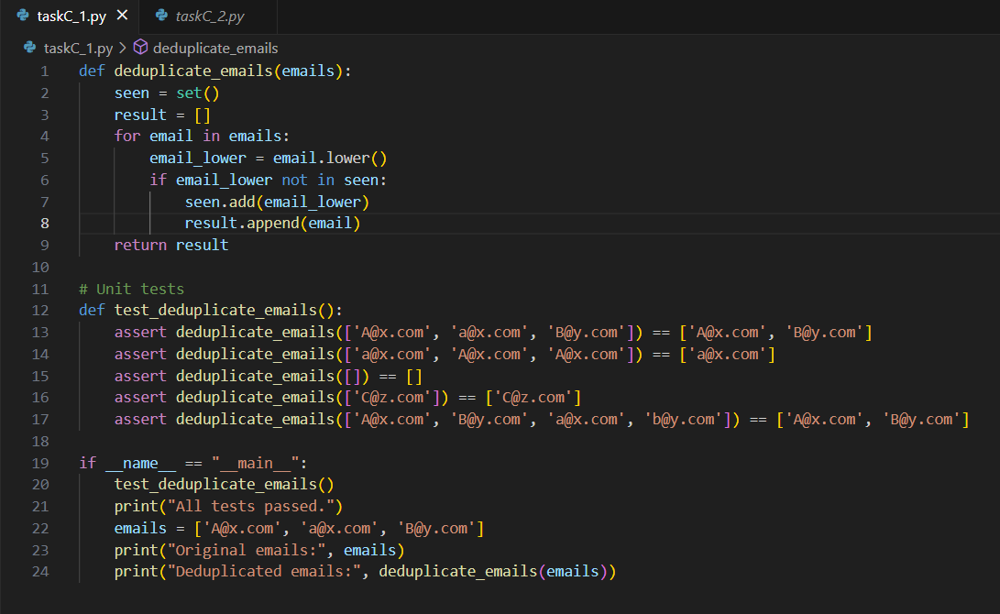 taskC_1.py × taskC_2.py
taskC_1.py > deduplicate_emails
1 def deduplicate_emails(emails):
2     seen = set()
3     result = []
4     for email in emails:
5         email_lower = email.lower()
6         if email_lower not in seen:
7             seen.add(email_lower)
8             result.append(email)
9     return result
10
11 # Unit tests
12 def test_deduplicate_emails():
13     assert deduplicate_emails(['A@x.com', 'a@x.com', 'B@y.com']) == ['A@x.com', 'B@y.com']
14     assert deduplicate_emails(['a@x.com', 'A@x.com', 'A@x.com']) == ['a@x.com']
15     assert deduplicate_emails([]) == []
16     assert deduplicate_emails(['C@z.com']) == ['C@z.com']
17     assert deduplicate_emails(['A@x.com', 'B@y.com', 'a@x.com', 'b@y.com']) == ['A@x.com', 'B@y.com']
18
19 if __name__ == "__main__":
20     test_deduplicate_emails()
21     print("All tests passed.")
22     emails = ['A@x.com', 'a@x.com', 'B@y.com']
23     print("Original emails:", emails)
24     print("Deduplicated emails:", deduplicate_emails(emails))